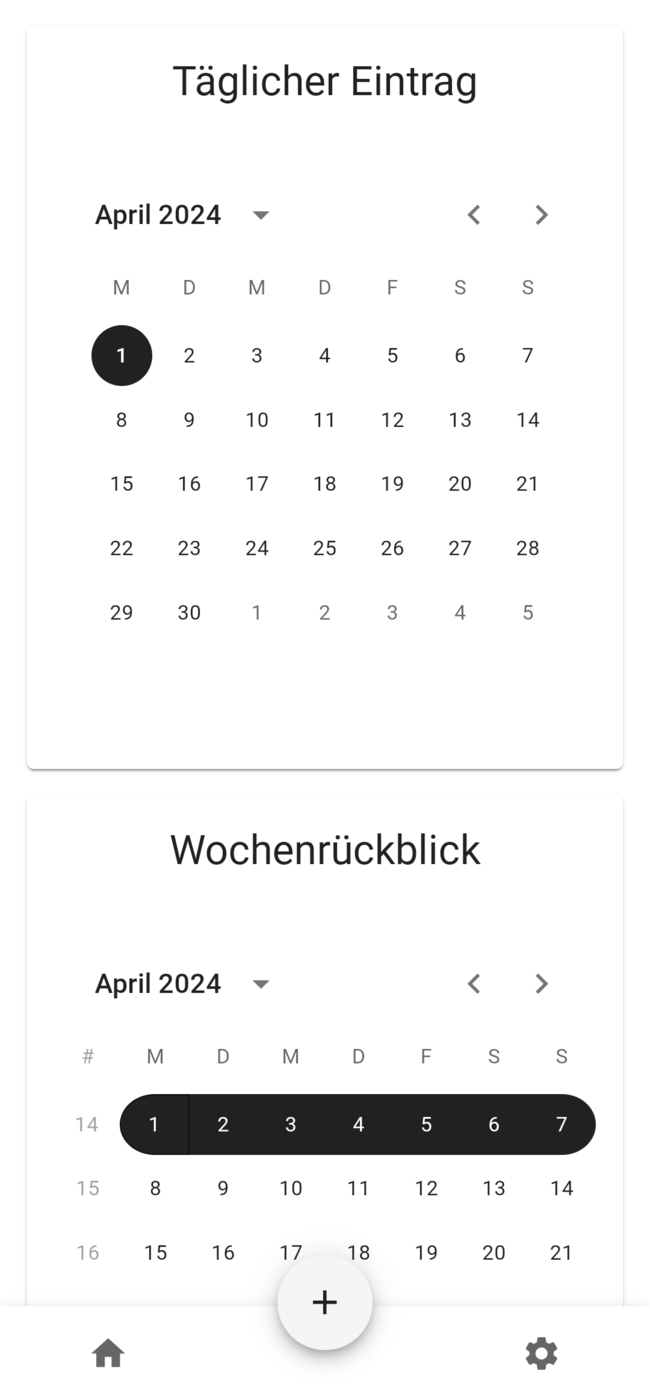 Täglicher Eintrag
April 2024
M D M D F S S
1 2 3 4 5 6 7
8 9 10 11 12 13 14
15 16 17 18 19 20 21
22 23 24 25 26 27 28
29 30 1 2 3 4 5
Wochenrückblick
April 2024
# M D M D F S S
14 1 2 3 4 5 6 7
15 8 9 10 11 12 13 14
16 15 16 17 18 19 20 21
+